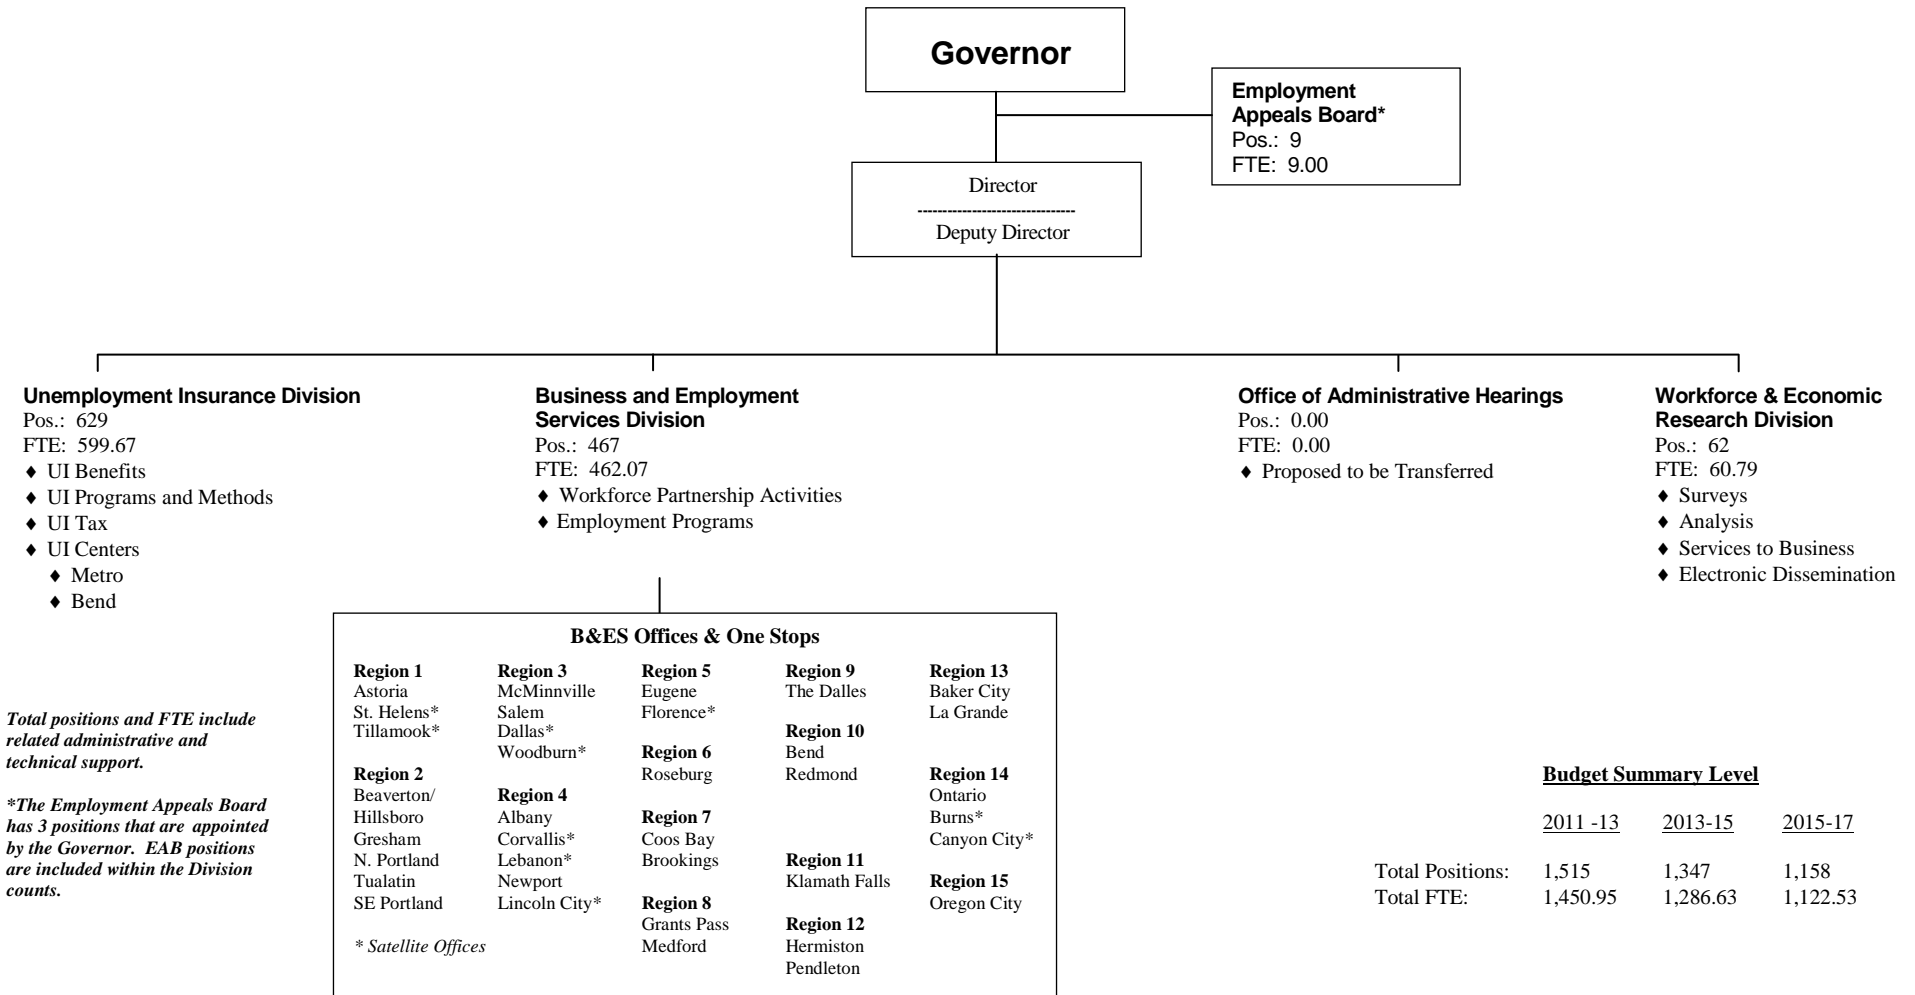 Governor
Employment
Appeals Board*
Pos.: 9
FTE: 9.00
Director
--------------------------------
Deputy Director
Unemployment Insurance Division
Pos.: 629
FTE: 599.67
♦ UI Benefits
♦ UI Programs and Methods
♦ UI Tax
♦ UI Centers
♦ Metro
♦ Bend
Business and Employment
Services Division
Pos.: 467
FTE: 462.07
♦ Workforce Partnership Activities
♦ Employment Programs
Office of Administrative Hearings
Pos.: 0.00
FTE: 0.00
♦ Proposed to be Transferred
Workforce & Economic
Research Division
Pos.: 62
FTE: 60.79
♦ Surveys
♦ Analysis
♦ Services to Business
♦ Electronic Dissemination
B&ES Offices & One Stops
Region 1
Astoria
St. Helens*
Tillamook*
Region 2
Beaverton/
Hillsboro
Gresham
N. Portland
Tualatin
SE Portland
* Satellite Offices
Region 3
McMinnville
Salem
Dallas*
Woodburn*
Region 4
Albany
Corvallis*
Lebanon*
Newport
Lincoln City*
Region 5
Eugene
Florence*
Region 6
Roseburg
Region 7
Coos Bay
Brookings
Region 8
Grants Pass
Medford
Region 9
The Dalles
Region 10
Bend
Redmond
Region 11
Klamath Falls
Region 12
Hermiston
Pendleton
Region 13
Baker City
La Grande
Region 14
Ontario
Burns*
Canyon City*
Region 15
Oregon City
Total positions and FTE include
related administrative and
technical support.
*The Employment Appeals Board
has 3 positions that are appointed
by the Governor. EAB positions
are included within the Division
counts.
Budget Summary Level
2011 -13 2013-15 2015-17
Total Positions: 1,515 1,347 1,158
Total FTE: 1,450.95 1,286.63 1,122.53